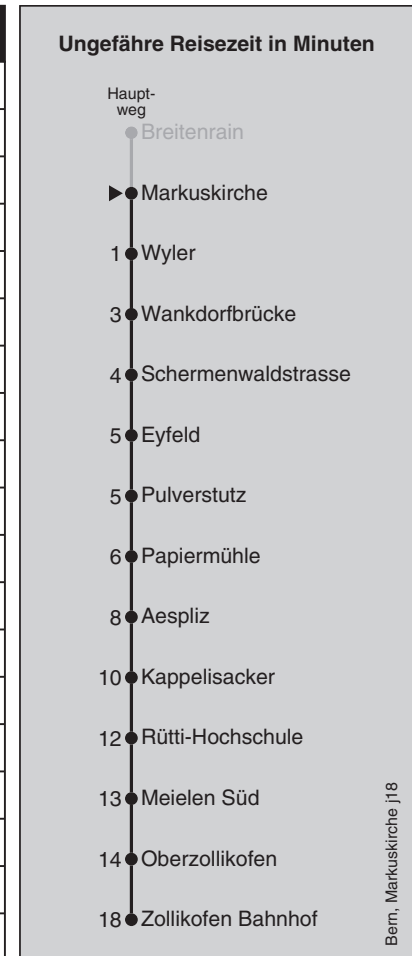 Ungefähre Reisezeit in Minuten
Haupt-
weg
Breitenrain
Markuskirche
1 Wyler
3 Wankdorfbrücke
4 Schermenwaldstrasse
5 Eyfeld
5 Pulverstutz
6 Papiermühle
8 Aespliz
10 Kappelisacker
12 Rütti-Hochschule
13 Meielen Süd
14 Oberzollikofen
18 Zollikofen Bahnhof
Bern, Markuskirche j18